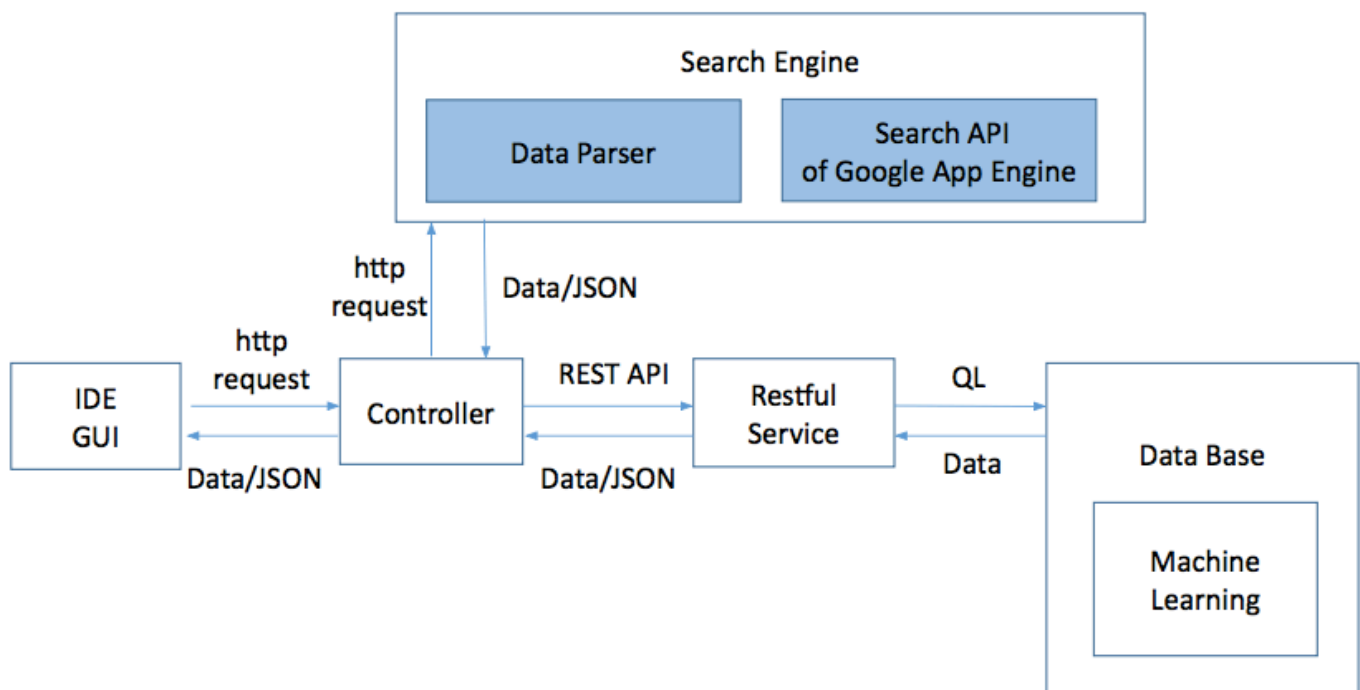 Search Engine
Data Parser
Search API
of Google App Engine
http
request
Data/JSON
http
request
IDE
GUI
Controller
REST API
Restful
Service
QL
Data/JSON
Data/JSON
Data
Data Base
Machine
Learning